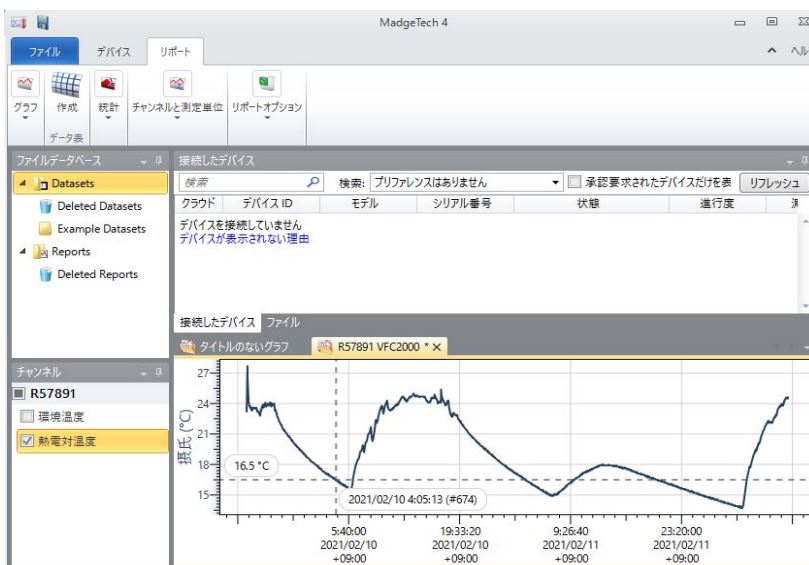 MadgeTech 4
ファイル デバイス リポート
グラフ 作成 統計 チャンネルと測定単位 リポートオプション
データ表
ファイルデータベース
Datasets
Deleted Datasets
Example Datasets
Reports
Deleted Reports
接続したデバイス
検索 検索: プリファレンスはありません 承認要求されたデバイスだけを表 リフレッシュ
クラウド デバイス ID モデル シリアル番号 状態 進行度
デバイスを接続していません
デバイスが表示されない理由
接続したデバイス ファイル
タイトルのないグラフ R57891 VFC2000 *
チャンネル
R57891
環境温度
熱電対温度
摂氏 (°C)
27
24
21
18
15
16.5 °C
2021/02/10 4:05:13 (#674)
5:40:00 19:33:20 9:26:40 23:20:00
2021/02/10 2021/02/10 2021/02/11 2021/02/11
+09:00 +09:00 +09:00 +09:00